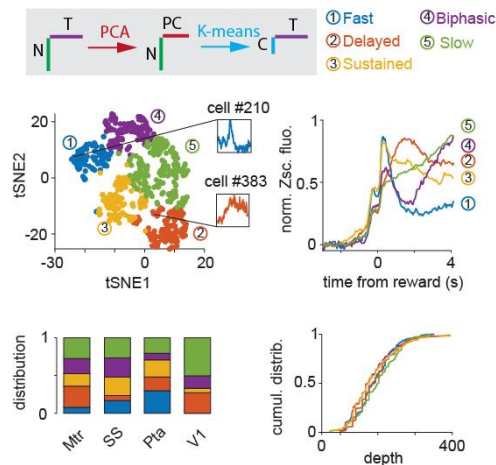 T
PC
T
PCA
K-means
N
N
C
① Fast
④ Biphasic
② Delayed
⑤ Slow
③ Sustained
cell #210
20
④
①
⑤
tSNE2
0
cell #383
③
②
-20
-30
0
30
tSNE1
1
⑤
④
②
③
①
0.5
norm. Zsc. fluo.
0
0
4
time from reward (s)
1
distribution
0
Mtr
SS
Pta
V1
1
0.5
cumul. distrib.
0
0
400
depth